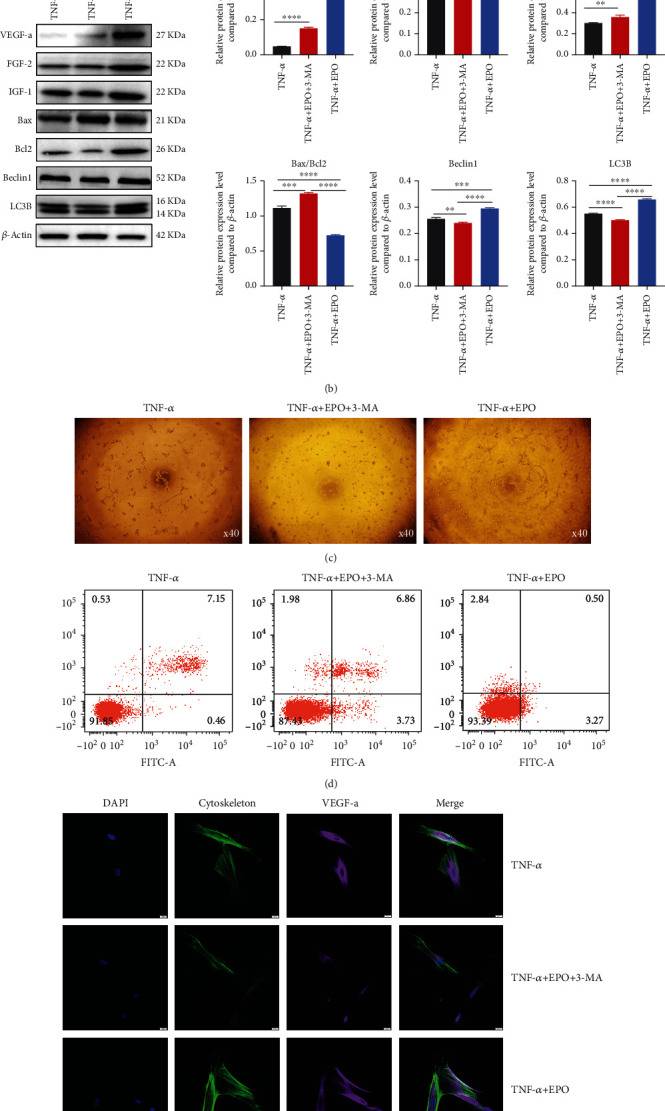 TNF-
TNF-
TNF-
VEGF-a
27 KDa
FGF-2
22 KDa
IGF-1
22 KDa
Bax
21 KDa
Bcl2
26 KDa
Beclin1
52 KDa
LC3B
16 KDa
14 KDa
β-Actin
42 KDa
Relative protein
compared
0.2
0.0
****
TNF-α
TNF-α+EPO+3-MA
TNF-α+EPO
Relative protein
compared
0.2
0.0
TNF-α
TNF-α+EPO+3-MA
TNF-α+EPO
Relative protein
compared
0.4
0.2
0.0
**
TNF-α
TNF-α+EPO+3-MA
TNF-α+EPO
Bax/Bcl2
Relative protein expression level
compared to β-actin
1.5
1.0
0.5
0.0
****
*** ****
TNF-α
TNF-α+EPO+3-MA
TNF-α+EPO
Beclin1
Relative protein expression level
compared to β-actin
0.4
0.3
0.2
0.1
0.0
***
****
**
TNF-α
TNF-α+EPO+3-MA
TNF-α+EPO
LC3B
Relative protein expression level
compared to β-actin
0.8
0.6
0.4
0.2
0.0
****
****
****
TNF-α
TNF-α+EPO+3-MA
TNF-α+EPO
(b)
TNF-α
TNF-α+EPO+3-MA
TNF-α+EPO
x40
x40
x40
(c)
TNF-α
0.53 7.15
91.85 0.46
10⁵
10⁴
10³
10²
0
−10²
−10² 0 10² 10³ 10⁴ 10⁵
FITC-A
TNF-α+EPO+3-MA
1.98 6.86
87.43 3.73
10⁵
10⁴
10³
10²
0
−10²
−10² 0 10² 10³ 10⁴ 10⁵
FITC-A
TNF-α+EPO
2.84 0.50
93.39 3.27
10⁵
10⁴
10³
10²
0
−10²
−10² 0 10² 10³ 10⁴ 10⁵
FITC-A
(d)
DAPI
Cytoskeleton
VEGF-a
Merge
TNF-α
TNF-α+EPO+3-MA
TNF-α+EPO